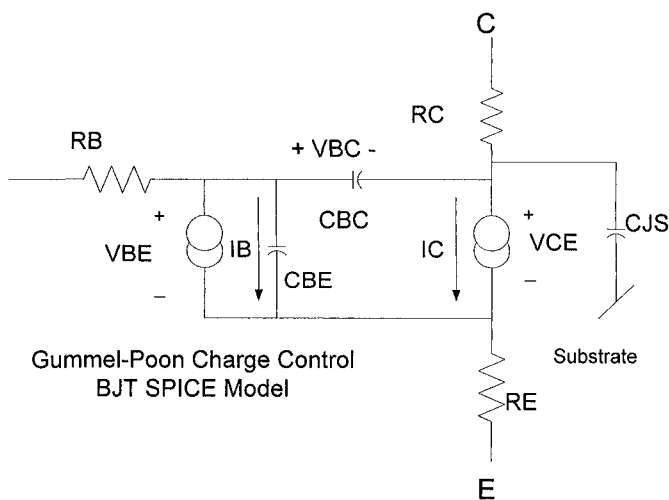 C
RC
RB
+ VBC -
CBC
+
VBE
–
IB
CBE
IC
+
VCE
–
CJS
Gummel-Poon Charge Control
BJT SPICE Model
Substrate
RE
E